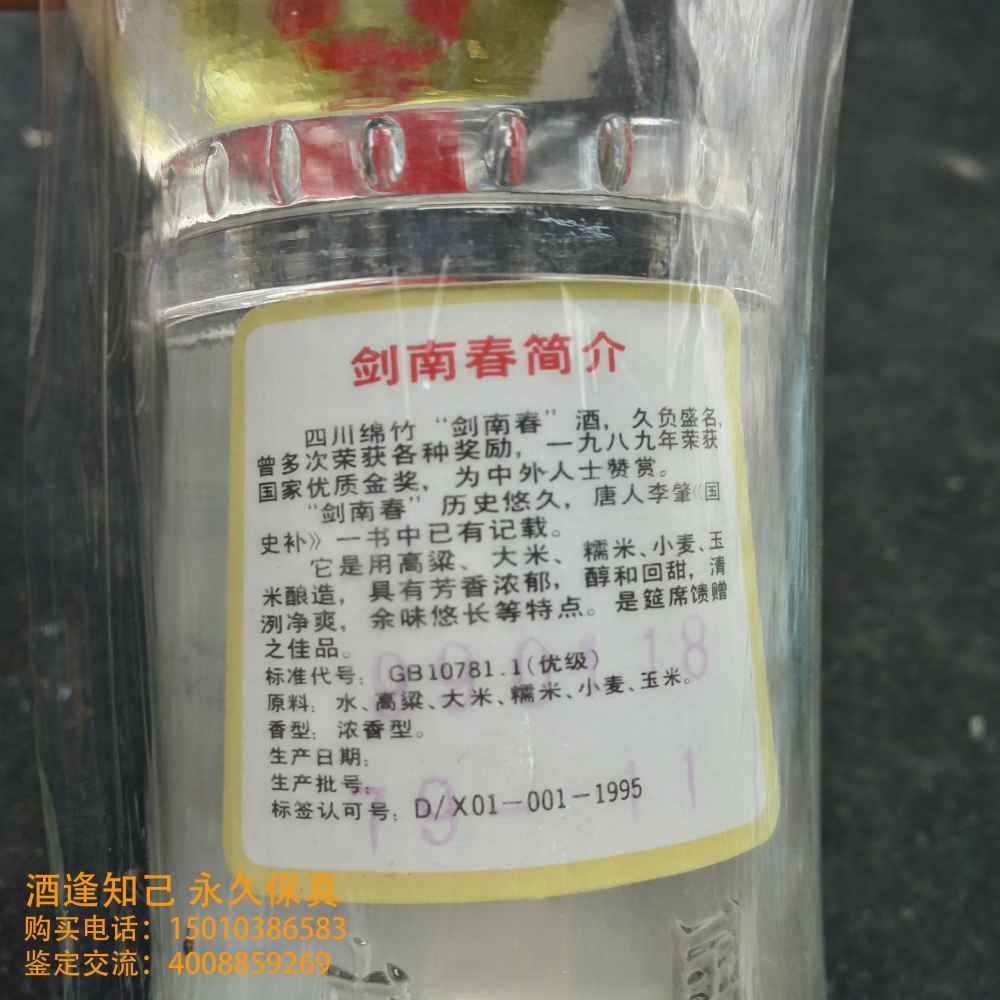 剑南春简介
四川绵竹“剑南春”酒，久负盛名，
曾多次荣获各种奖励，一九八九年荣获
国家优质金奖，为中外人士赞赏。
“剑南春”历史悠久，唐人李肇《国
史补》一书中已有记载。
它是用高粱、大米、糯米、小麦、玉
米酿造，具有芳香浓郁，醇和回甜，清
洌净爽，余味悠长等特点。是筵席馈赠
之佳品。
标准代号：GB10781.1(优级)
原料：水、高粱、大米、糯米、小麦、玉米。
香型：浓香型。
生产日期：
生产批号：
标签认可号：D/X01-001-1995
酒逢知己 永久保真
购买电话：15010386583
鉴定交流：4008859269